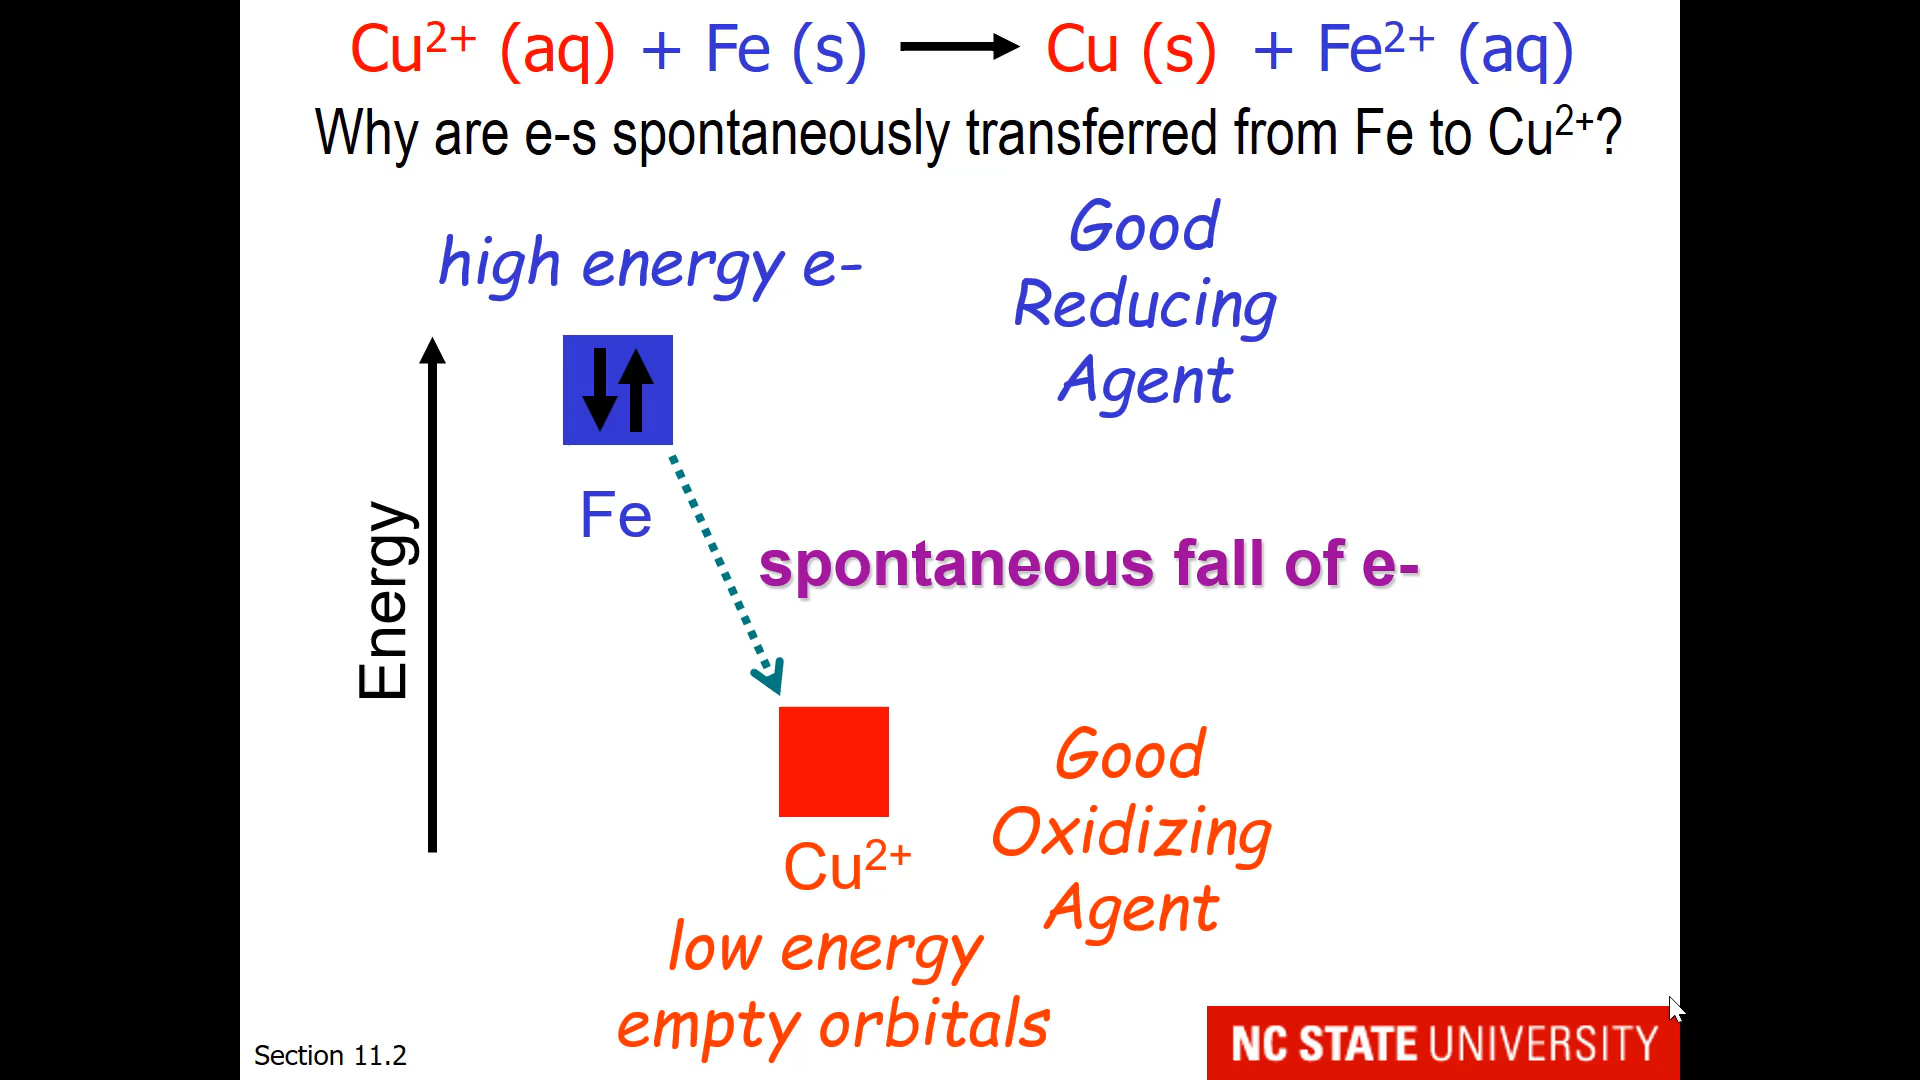 Cu²⁺ (aq) + Fe (s) ⟶ Cu (s) + Fe²⁺ (aq)
Why are e-s spontaneously transferred from Fe to Cu²⁺?
high energy e-
Good
Reducing
Agent
Energy
Fe
spontaneous fall of e-
Cu²⁺
Good
Oxidizing
Agent
low energy
empty orbitals
Section 11.2
NC STATE UNIVERSITY